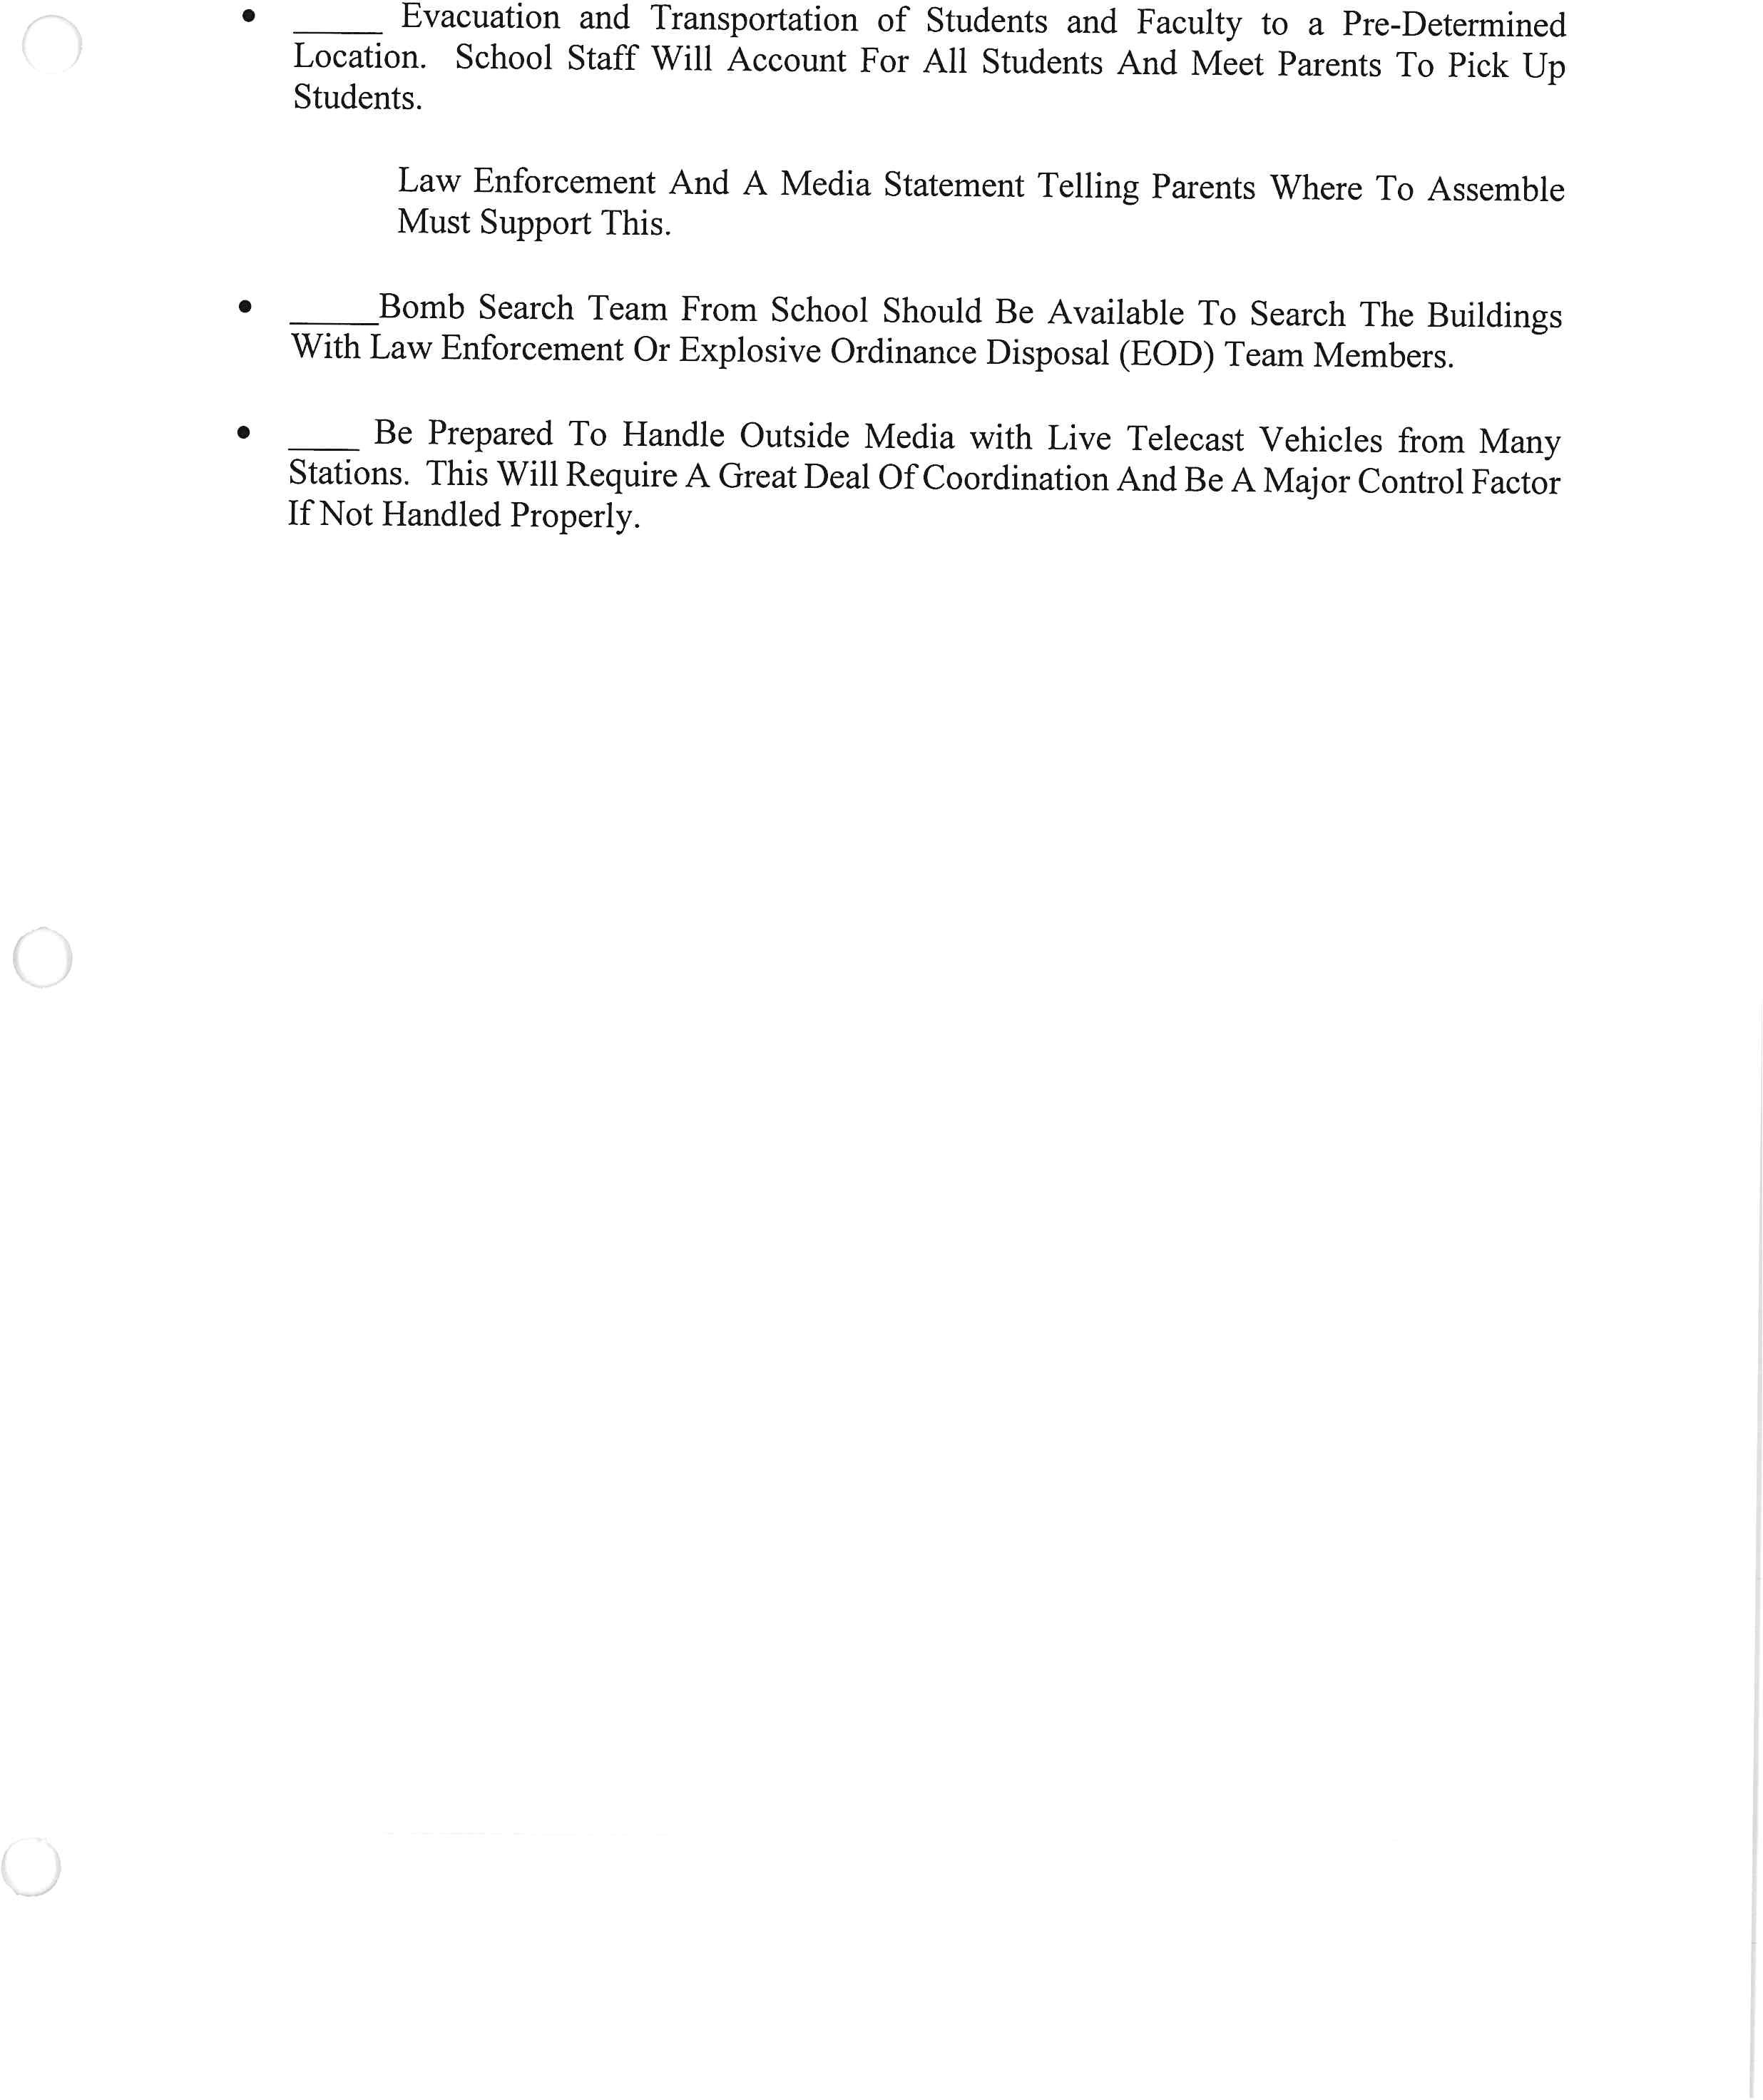 • _____ Evacuation and Transportation of Students and Faculty to a Pre-Determined
Location. School Staff Will Account For All Students And Meet Parents To Pick Up
Students.
Law Enforcement And A Media Statement Telling Parents Where To Assemble
Must Support This.
• _____Bomb Search Team From School Should Be Available To Search The Buildings
With Law Enforcement Or Explosive Ordinance Disposal (EOD) Team Members.
• ____ Be Prepared To Handle Outside Media with Live Telecast Vehicles from Many
Stations. This Will Require A Great Deal Of Coordination And Be A Major Control Factor
If Not Handled Properly.